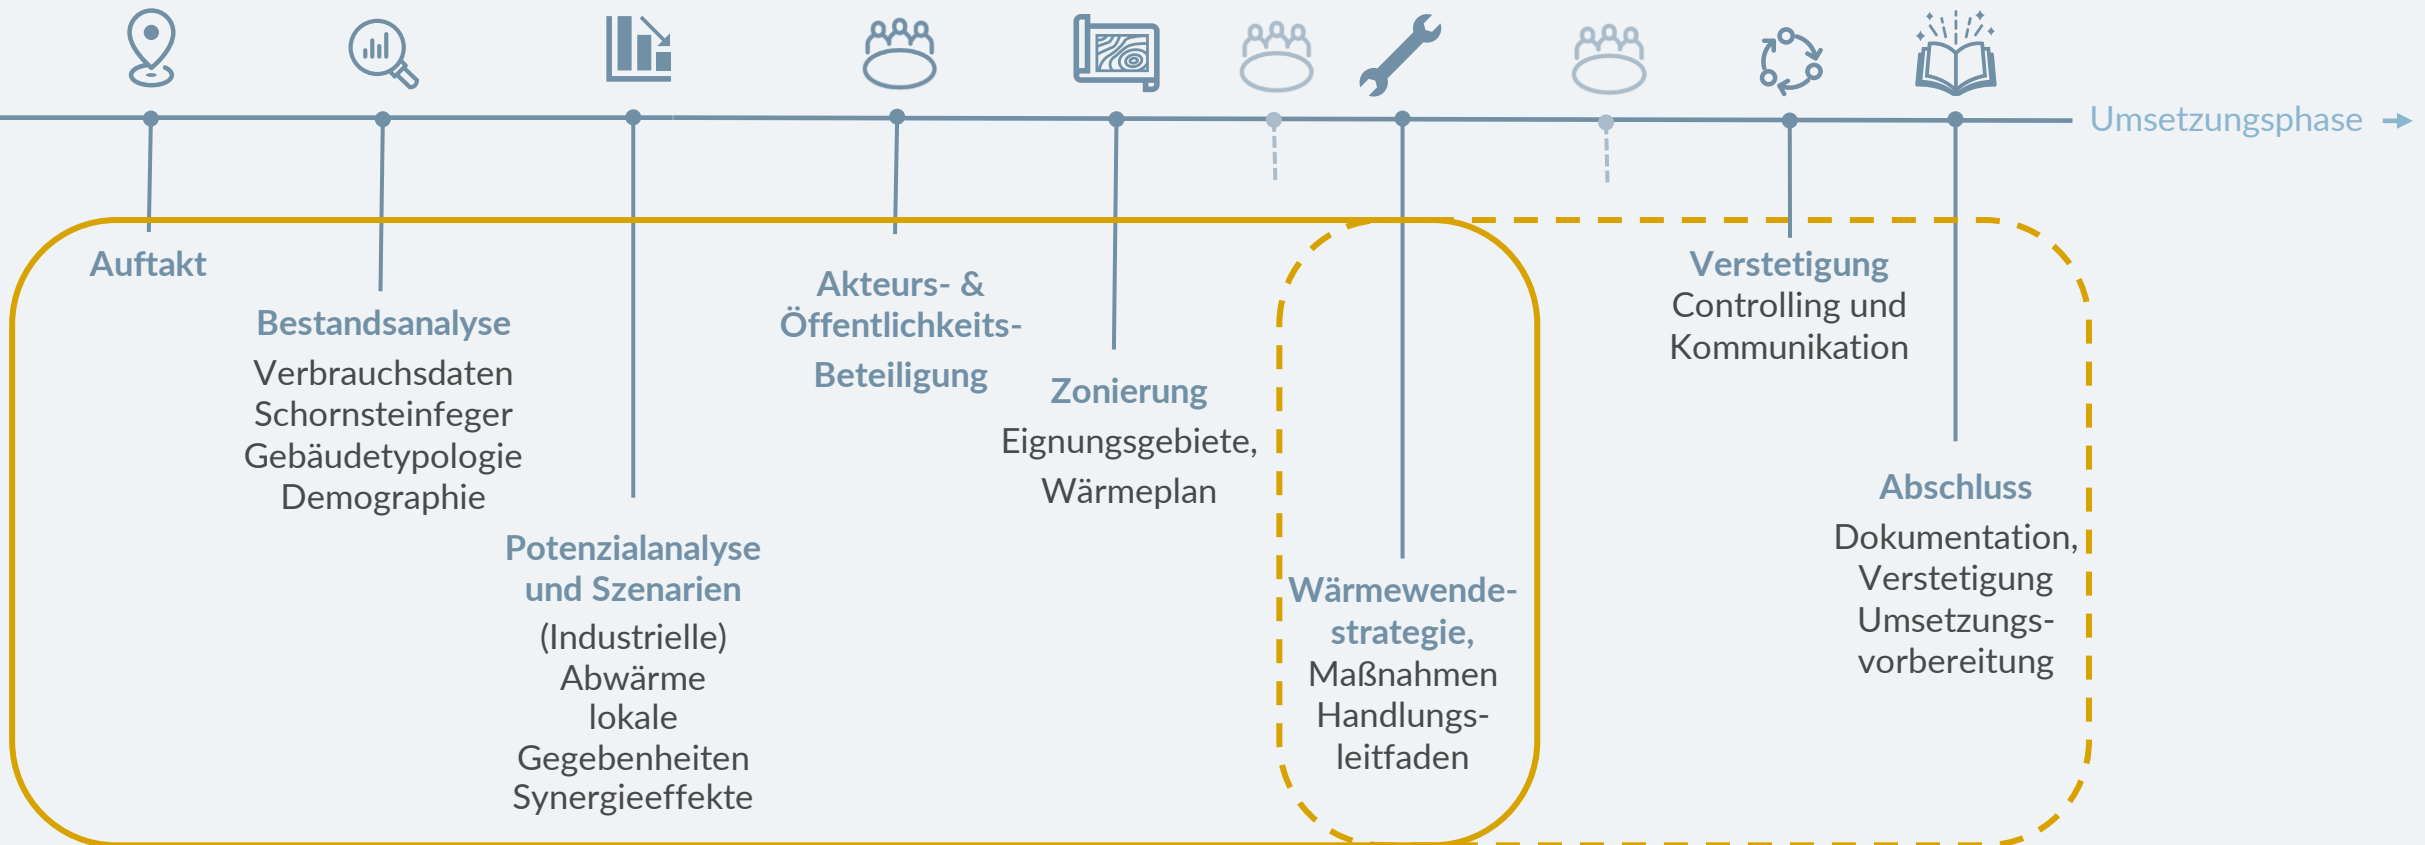 Umsetzungsphase
Auftakt
Bestandsanalyse
Verbrauchsdaten
Schornsteinfeger
Gebäudetypologie
Demographie
Potenzialanalyse
und Szenarien
(Industrielle)
Abwärme
lokale
Gegebenheiten
Synergieeffekte
Akteurs- &
Öffentlichkeits-
Beteiligung
Zonierung
Eignungsgebiete,
Wärmeplan
Wärmewende-
strategie,
Maßnahmen
Handlungs-
leitfaden
Verstetigung
Controlling und
Kommunikation
Abschluss
Dokumentation,
Verstetigung
Umsetzungs-
vorbereitung